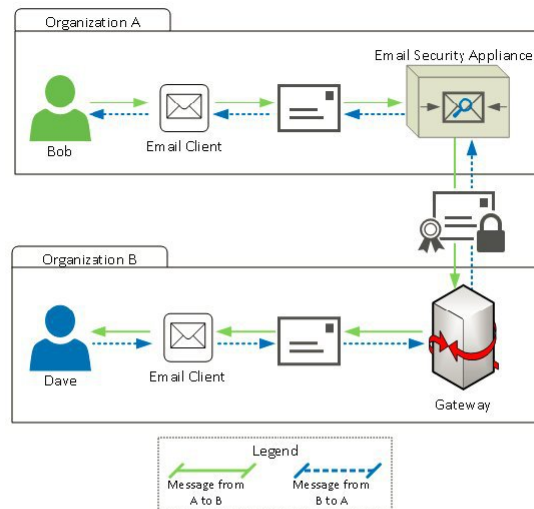 Organization A
Email Security Appliance
Bob
Email Client
Organization B
Dave
Email Client
Gateway
Legend
Message from
A to B
Message from
B to A